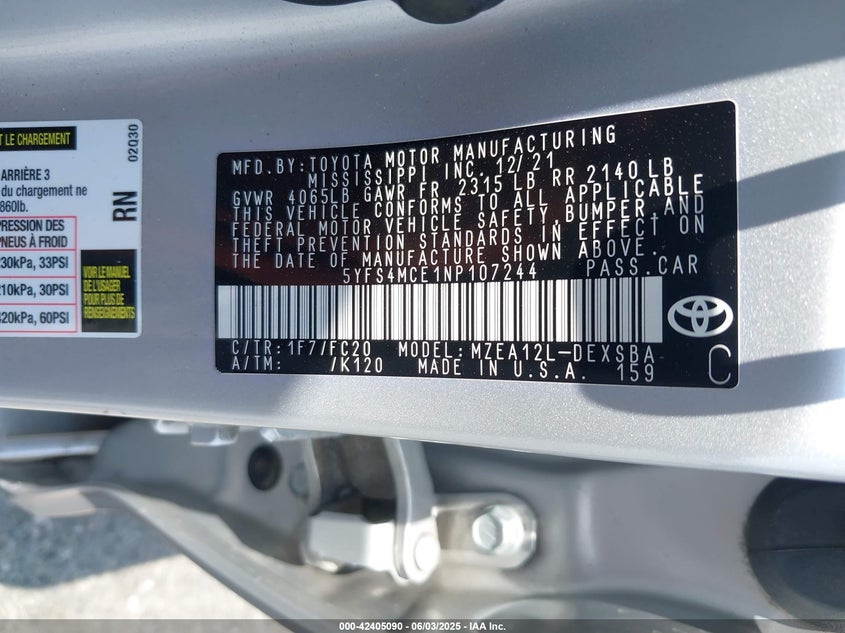 T LE CHARGEMENT
02Q30
ARRIÈRE 3
du chargement ne
860lb.
RN
PRESSION DES
PNEUS À FROID
230kPa, 33PSI
210kPa, 30PSI
420kPa, 60PSI
VOIR LE MANUEL
DE L'USAGER
POUR PLUS DE
RENSEIGNEMENTS
MFD. BY: TOYOTA MOTOR MANUFACTURING
MISSISSIPPI INC. 12/21
GVWR 4065LB GAWR FR 2315 LB RR 2140 LB
THIS VEHICLE CONFORMS TO ALL APPLICABLE
FEDERAL MOTOR VEHICLE SAFETY, BUMPER, AND
THEFT PREVENTION STANDARDS IN EFFECT ON
THE DATE OF MANUFACTURE SHOWN ABOVE.
5YFS4MCE1NP107244 PASS. CAR
C/TR: 1F7/FC20 MODEL: MZEA12L-DEXSBA
A/TM: /K120 MADE IN U.S.A. 159
C
000-42405090 - 06/03/2025 - IAA Inc.